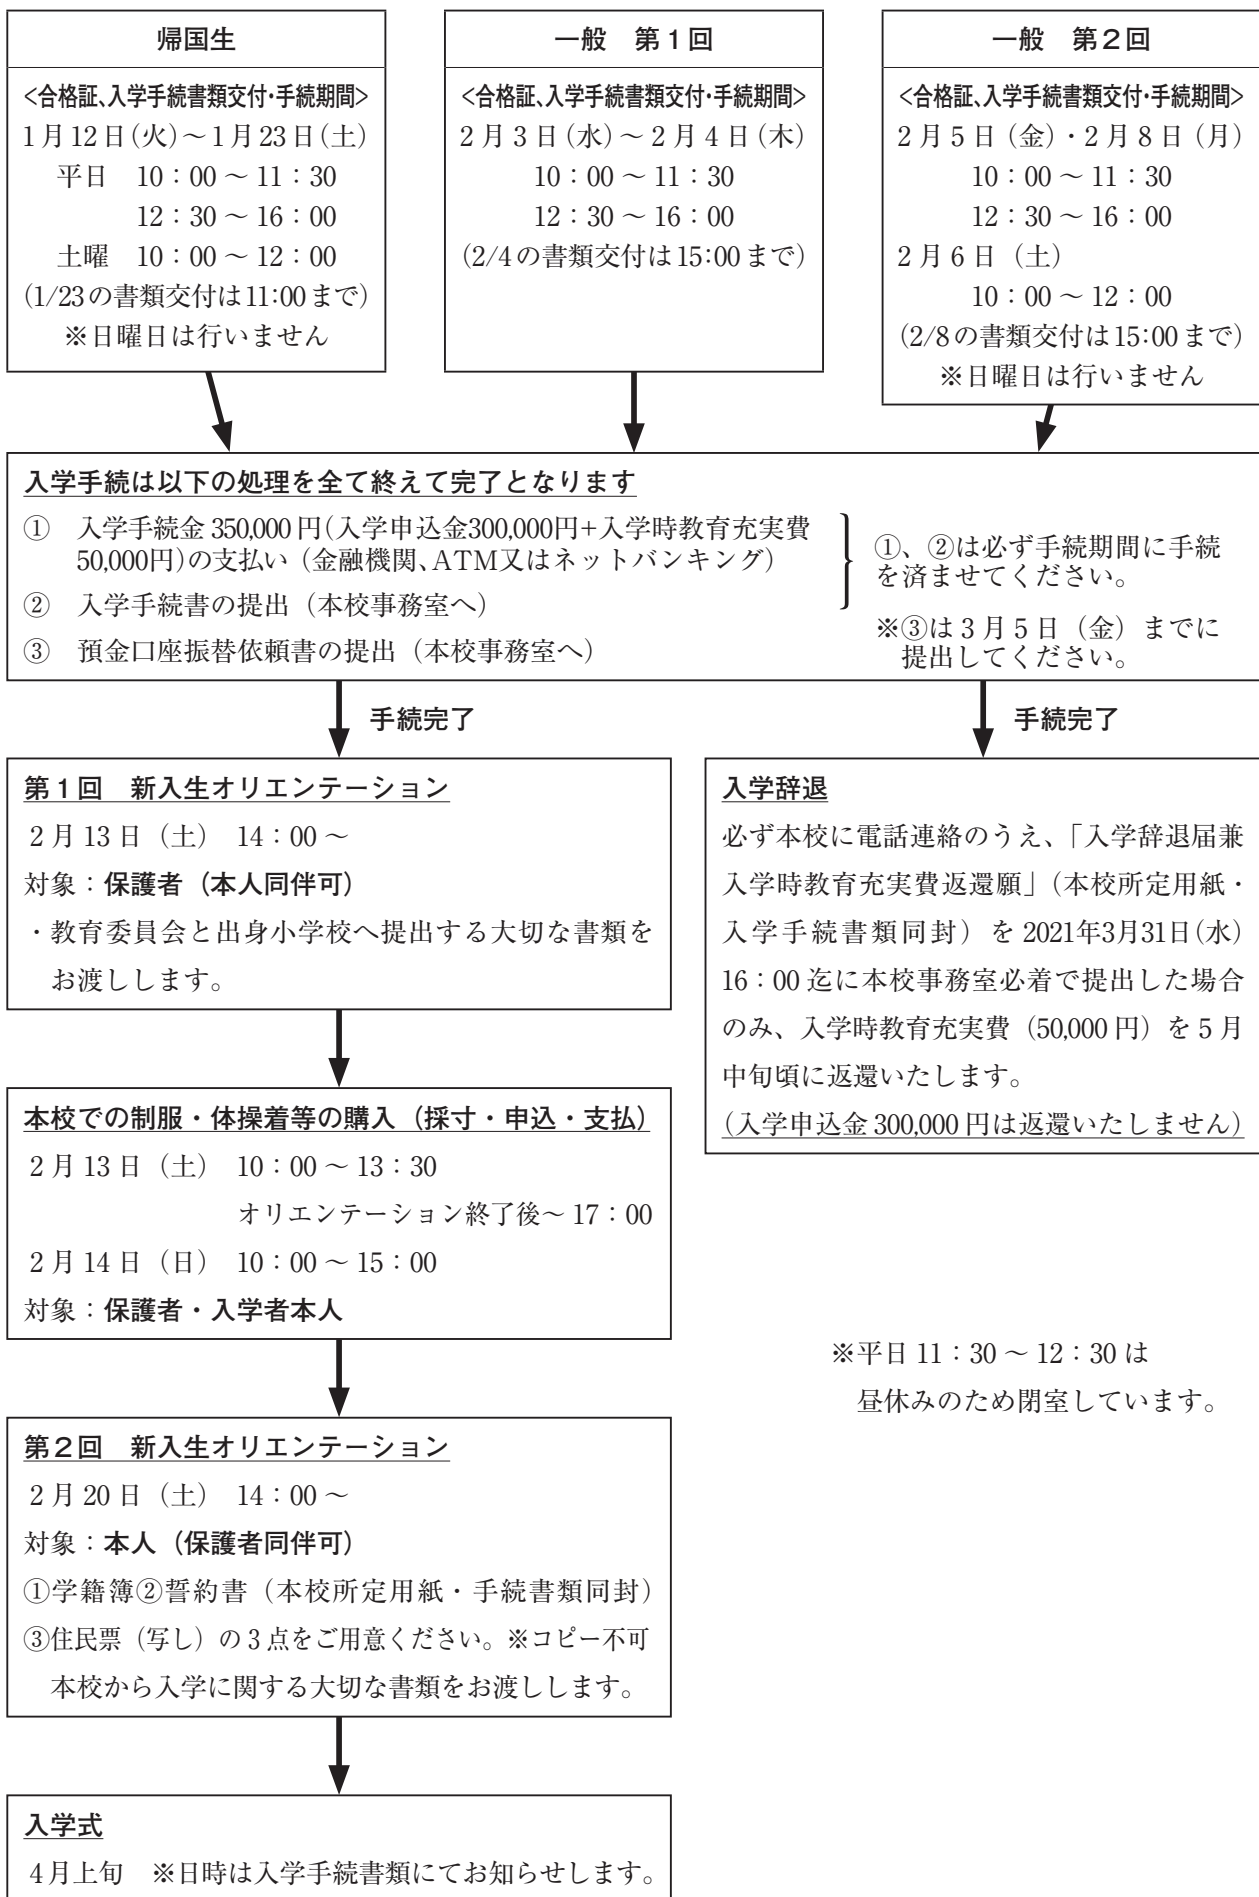 帰国生
<合格証、入学手続書類交付・手続期間>
1月12日(火)～1月23日(土)
平日　10：00～11：30
12：30～16：00
土曜　10：00～12：00
(1/23の書類交付は11:00まで)
※日曜日は行いません
一般　第1回
<合格証、入学手続書類交付・手続期間>
2月3日(水)～2月4日(木)
10：00～11：30
12：30～16：00
(2/4の書類交付は15:00まで)
一般　第2回
<合格証、入学手続書類交付・手続期間>
2月5日（金）・2月8日（月）
10：00～11：30
12：30～16：00
2月6日（土）
10：00～12：00
(2/8の書類交付は15:00まで)
※日曜日は行いません
入学手続は以下の処理を全て終えて完了となります
①　入学手続金350,000円(入学申込金300,000円+入学時教育充実費
50,000円)の支払い（金融機関、ATM又はネットバンキング）
②　入学手続書の提出（本校事務室へ）
③　預金口座振替依頼書の提出（本校事務室へ）
①、②は必ず手続期間に手続
を済ませてください。
※③は3月5日（金）までに
提出してください。
手続完了
手続完了
第1回　新入生オリエンテーション
2月13日（土）　14：00～
対象：保護者（本人同伴可）
・教育委員会と出身小学校へ提出する大切な書類を
お渡しします。
本校での制服・体操着等の購入（採寸・申込・支払）
2月13日（土）　10：00～13：30
オリエンテーション終了後～17：00
2月14日（日）　10：00～15：00
対象：保護者・入学者本人
第2回　新入生オリエンテーション
2月20日（土）　14：00～
対象：本人（保護者同伴可）
①学籍簿②誓約書（本校所定用紙・手続書類同封）
③住民票（写し）の3点をご用意ください。※コピー不可
本校から入学に関する大切な書類をお渡しします。
入学式
4月上旬　※日時は入学手続書類にてお知らせします。
入学辞退
必ず本校に電話連絡のうえ、「入学辞退届兼
入学時教育充実費返還願」（本校所定用紙・
入学手続書類同封）を2021年3月31日(水)
16：00迄に本校事務室必着で提出した場合
のみ、入学時教育充実費（50,000円）を5月
中旬頃に返還いたします。
（入学申込金300,000円は返還いたしません）
※平日11：30～12：30は
昼休みのため閉室しています。